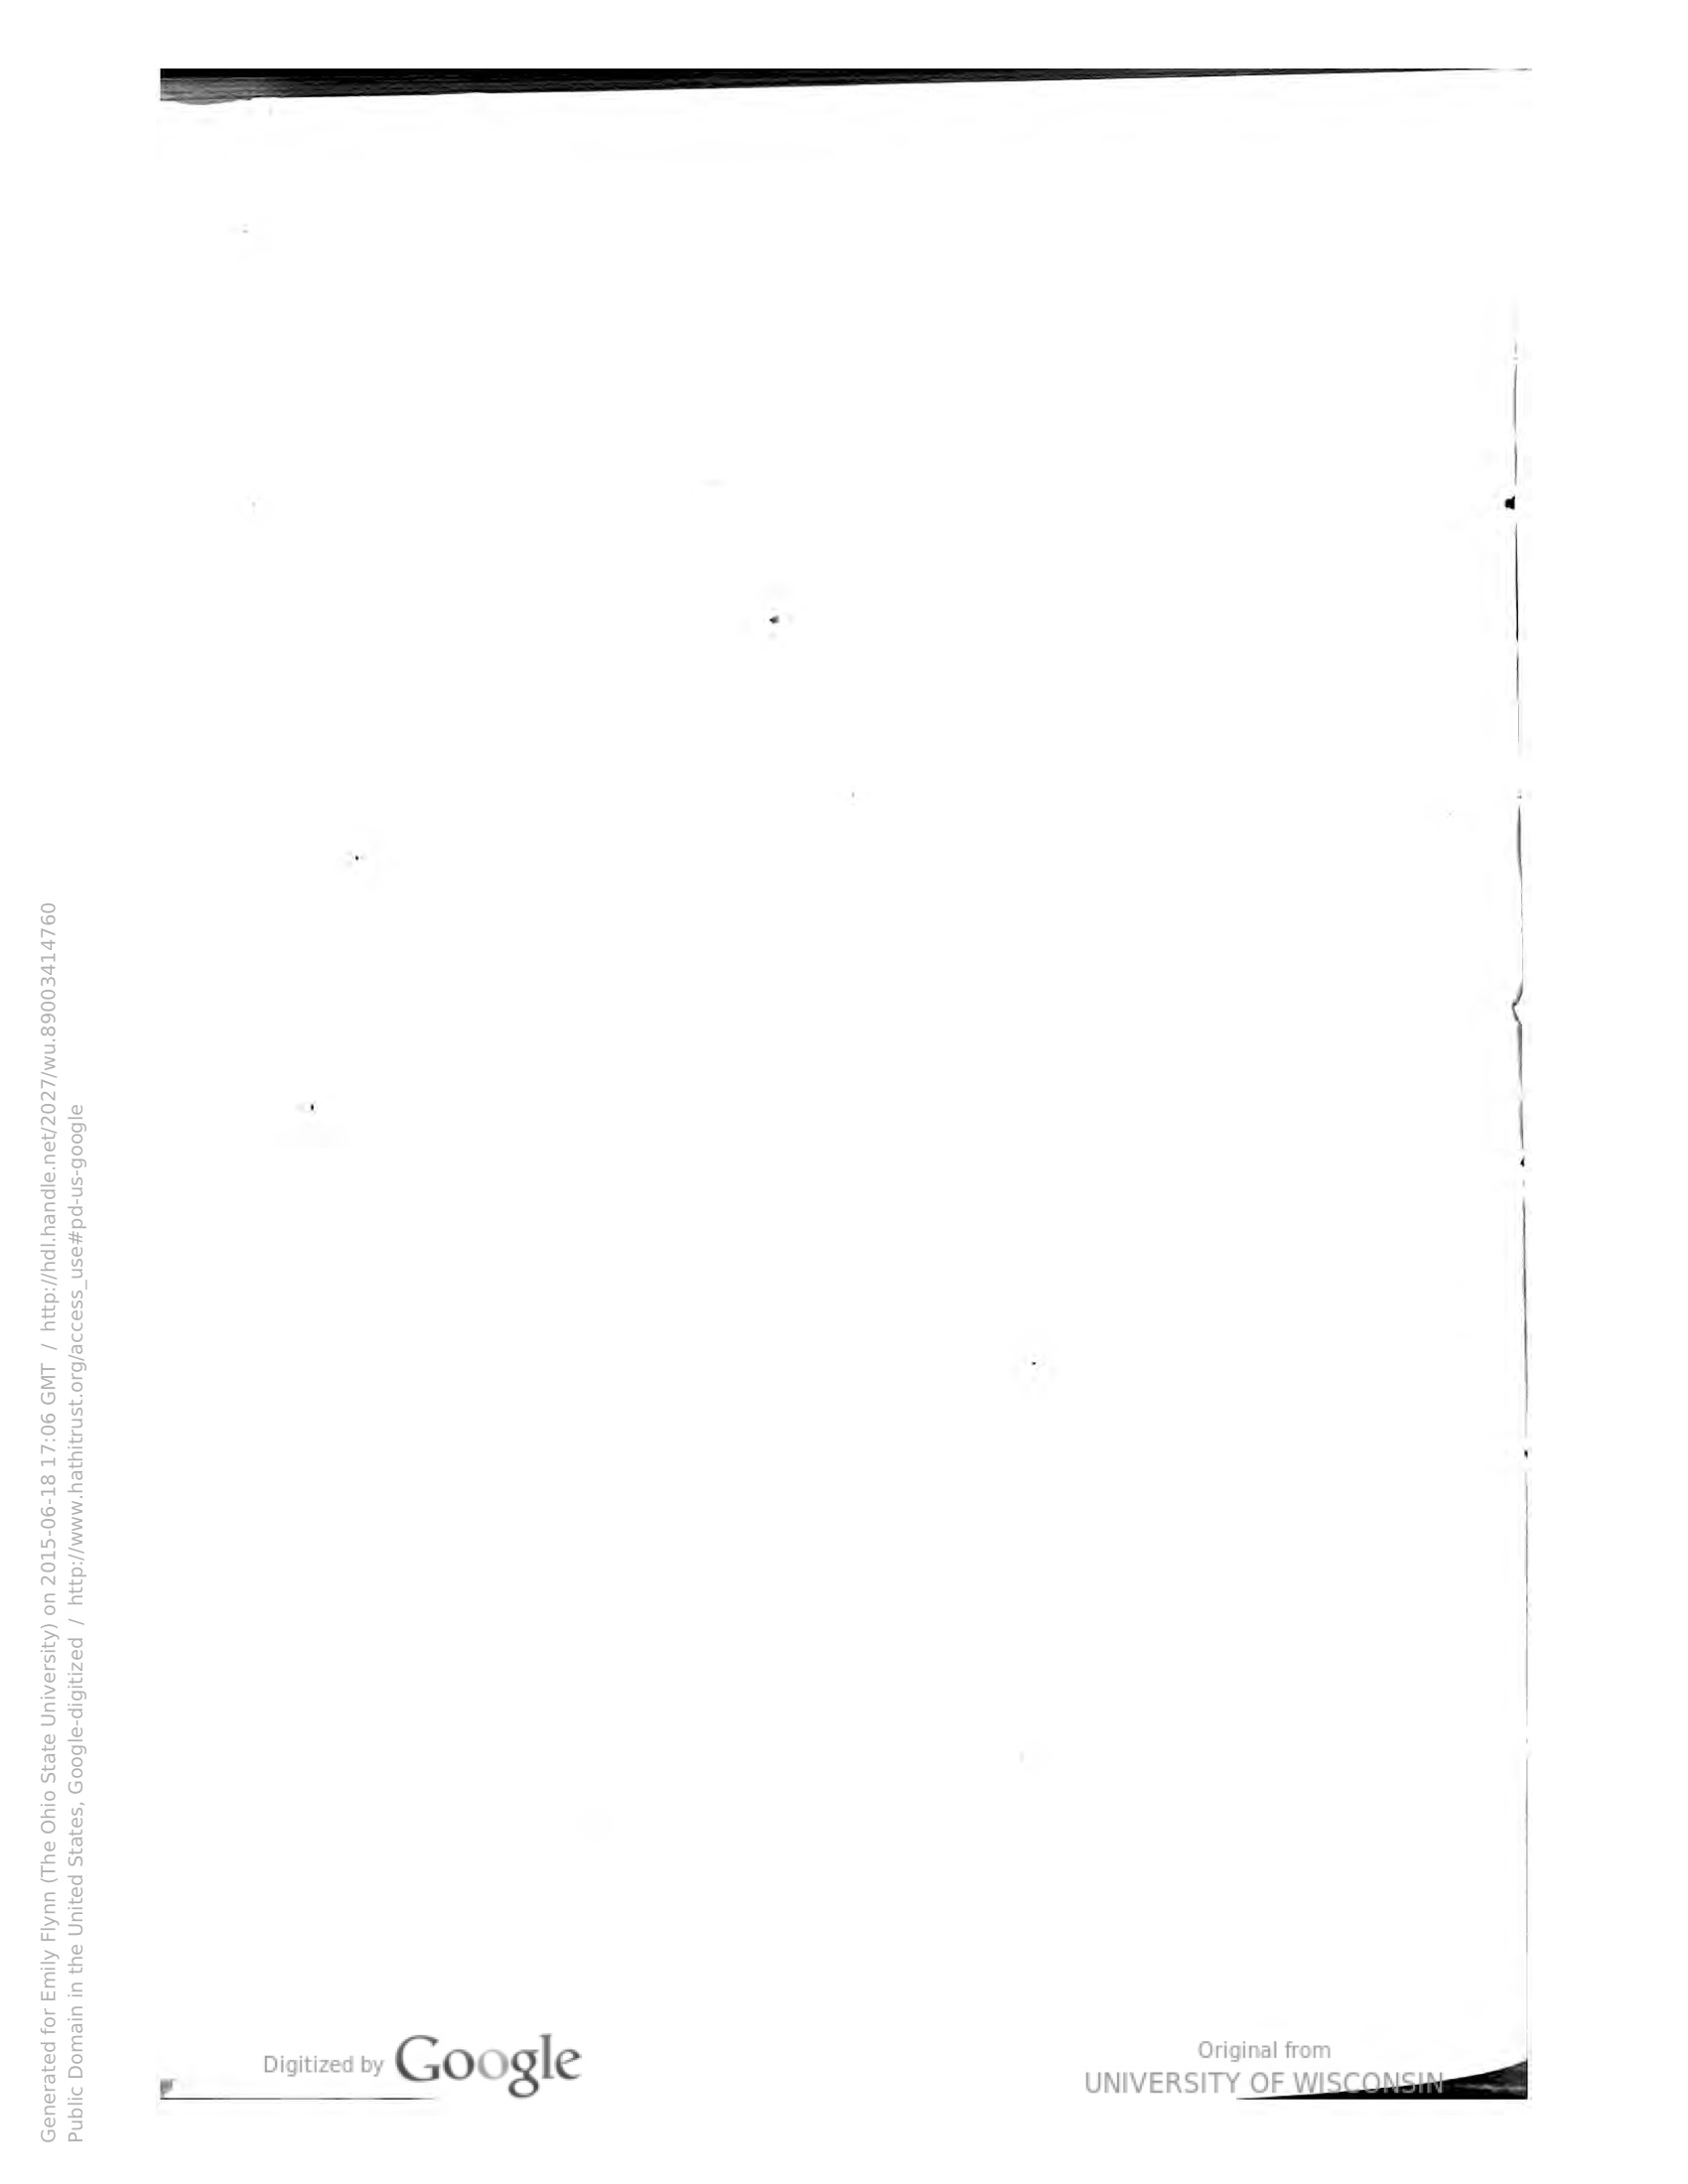 Generated for Emily Flynn (The Ohio State University) on 2015-06-18 17:06 GMT / http://hdl.handle.net/2027/wu.89003414760
Public Domain in the United States, Google-digitized / http://www.hathitrust.org/access_use#pd-us-google
Digitized by Google
Original from
UNIVERSITY OF WISCONSIN